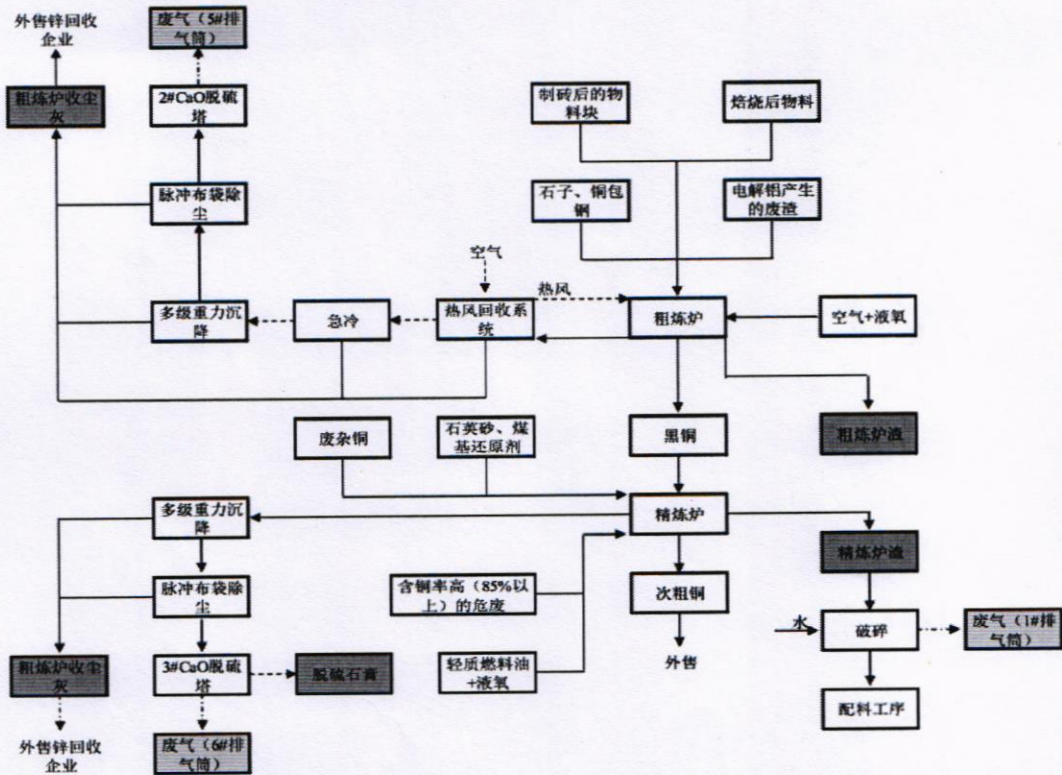 外售锌回收
企业
废气（5#排
气筒）
粗炼炉收尘
灰
2#CaO脱硫
塔
制砖后的物
料块
焙烧后物料
脉冲布袋除
尘
石子、铜包
钢
电解铝产生
的废渣
空气
热风
多级重力沉
降
急冷
热风回收系
统
粗炼炉
空气+液氧
废杂铜
石英砂、煤
基还原剂
黑铜
粗炼炉渣
多级重力沉
降
精炼炉
精炼炉渣
脉冲布袋除
尘
含铜率高（85%以
上）的危废
次粗铜
水
破碎
废气（1#排
气筒）
粗炼炉收尘
灰
3#CaO脱硫
塔
脱硫石膏
轻质燃料油
+液氧
外售
配料工序
外售锌回收
企业
废气（6#排
气筒）